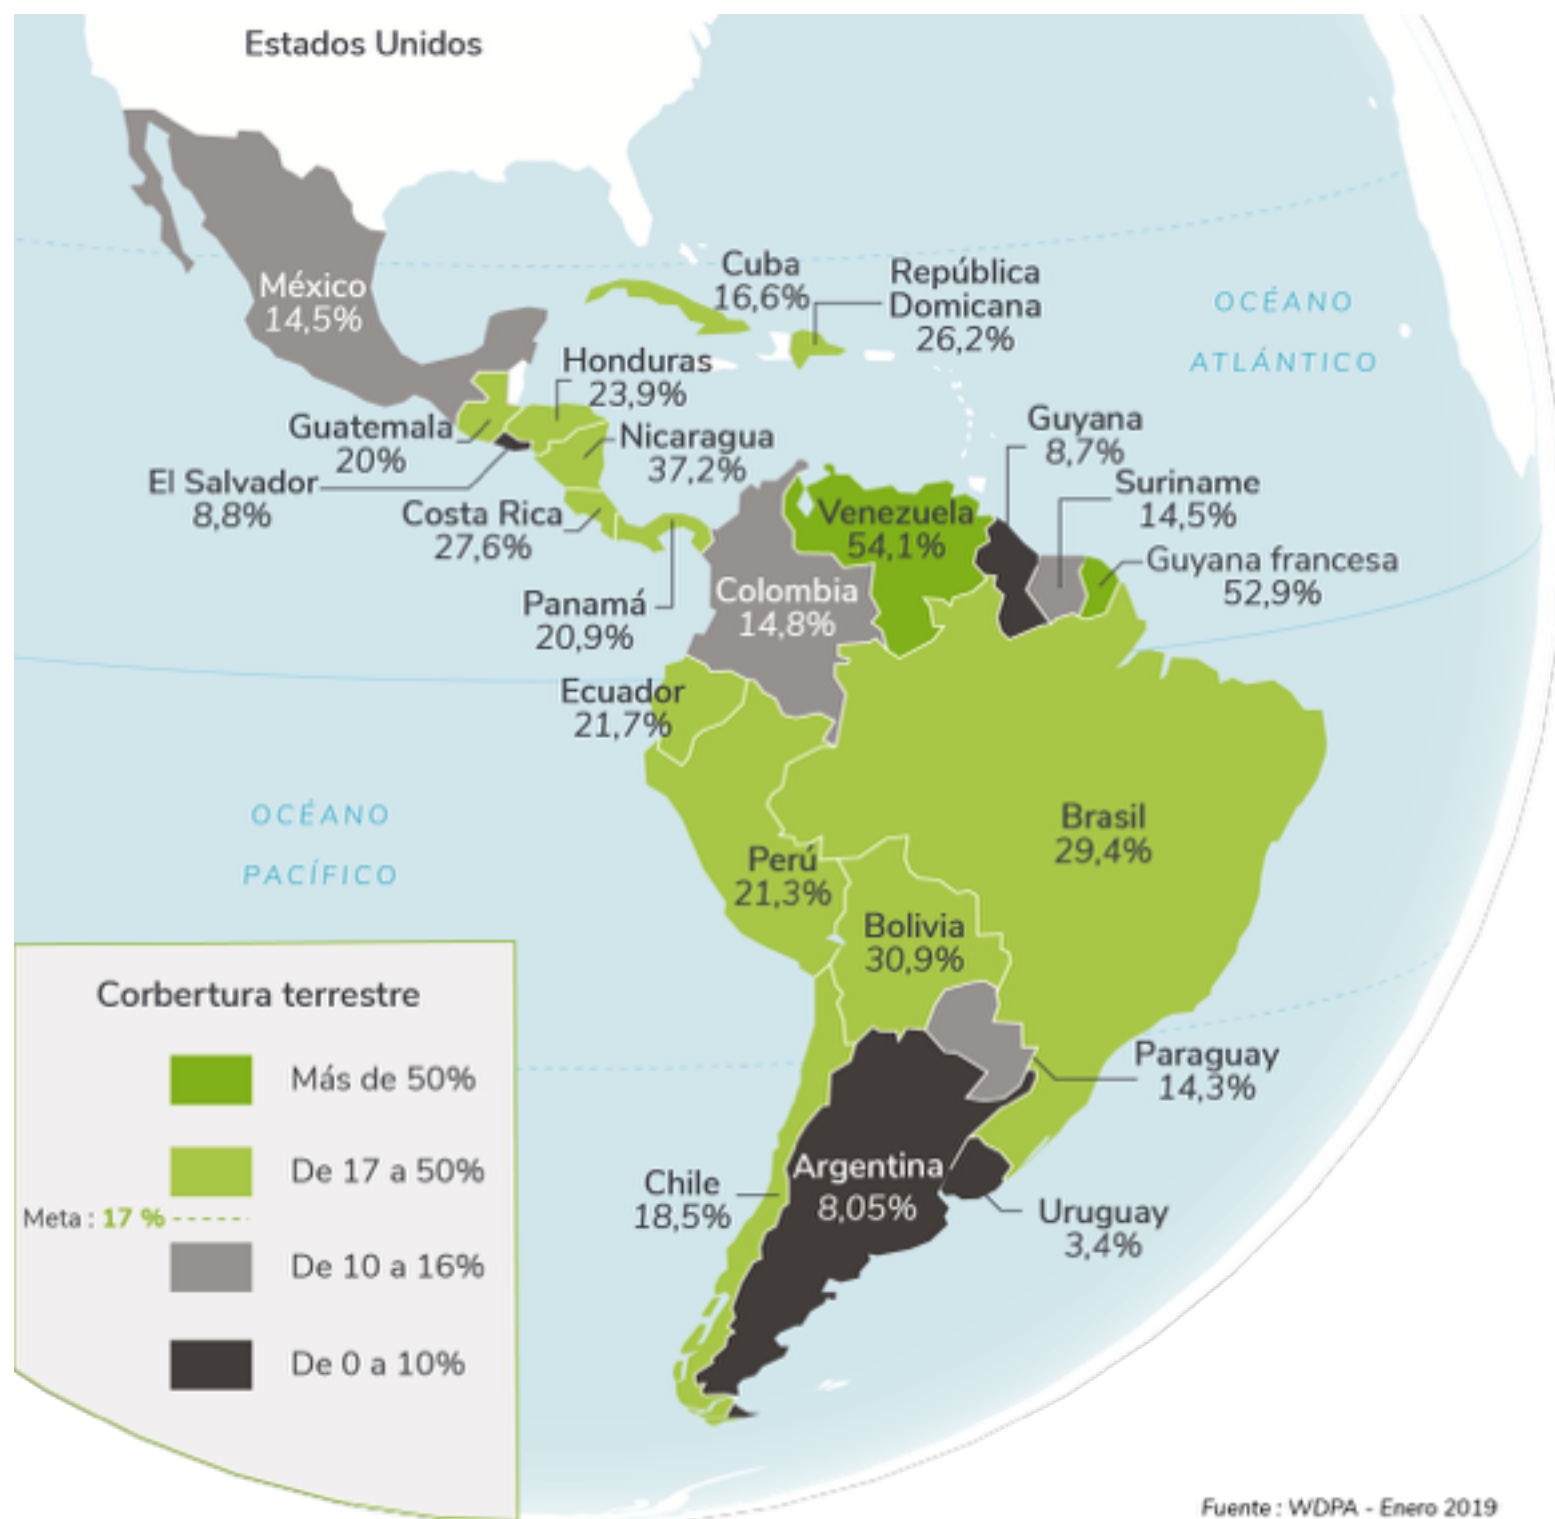 Estados Unidos
México
14,5%
Cuba
16,6%
República
Domicana
26,2%
OCÉANO
ATLÁNTICO
Honduras
23,9%
Guatemala
20%
Nicaragua
37,2%
El Salvador
8,8%
Costa Rica
27,6%
Guyana
8,7%
Suriname
14,5%
Venezuela
54,1%
Guyana francesa
52,9%
Panamá
20,9%
Colombia
14,8%
Ecuador
21,7%
OCÉANO
PACÍFICO
Brasil
29,4%
Perú
21,3%
Bolivia
30,9%
Paraguay
14,3%
Chile
18,5%
Argentina
8,05%
Uruguay
3,4%
Corbertura terrestre
Más de 50%
De 17 a 50%
Meta : 17 %
De 10 a 16%
De 0 a 10%
Fuente : WDPA - Enero 2019